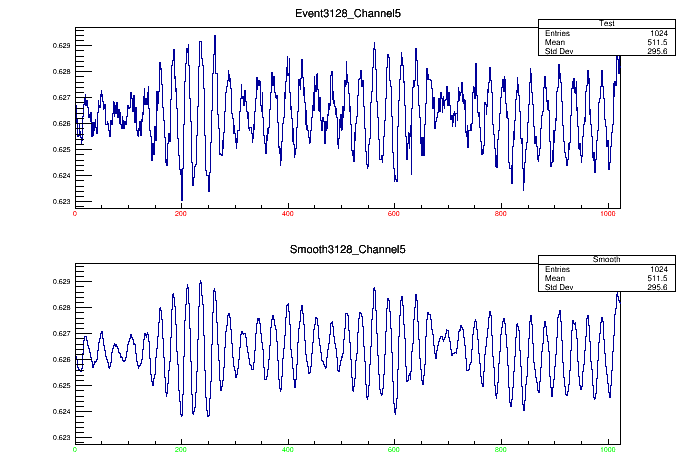 Event3128_Channel5
Test
Entries 1024
Mean 511.5
Std Dev 295.6
0.629
0.628
0.627
0.626
0.625
0.624
0.623
0 200 400 600 800 1000
Smooth3128_Channel5
Smooth
Entries 1024
Mean 511.5
Std Dev 295.6
0.629
0.628
0.627
0.626
0.625
0.624
0.623
0 200 400 600 800 1000